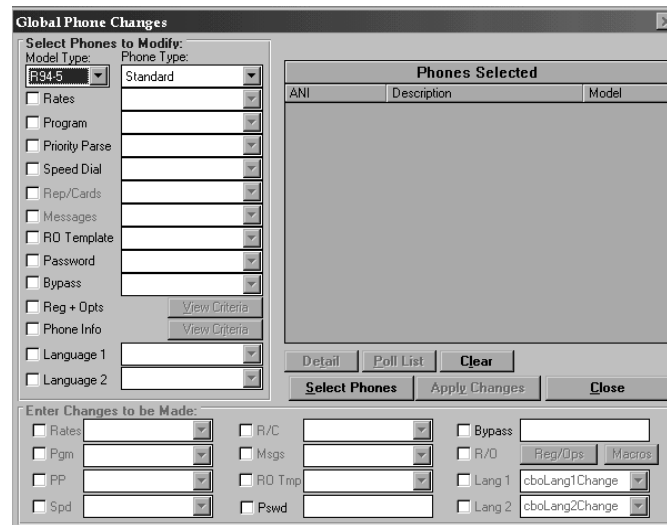 Global Phone Changes
Select Phones to Modify:
Model Type: Phone Type:
R94-5 Standard
Rates
Program
Priority Parse
Speed Dial
Rep/Cards
Messages
RO Template
Password
Bypass
Reg + Opts View Criteria
Phone Info View Criteria
Language 1
Language 2
Phones Selected
ANI Description Model
Detail Poll List Clear
Select Phones Apply Changes Close
Enter Changes to be Made:
Rates R/C Bypass
Pgm Msgs R/O Reg/Ops Macros
PP RO Tmp Lang 1 cboLang1Change
Spd Pswd Lang 2 cboLang2Change